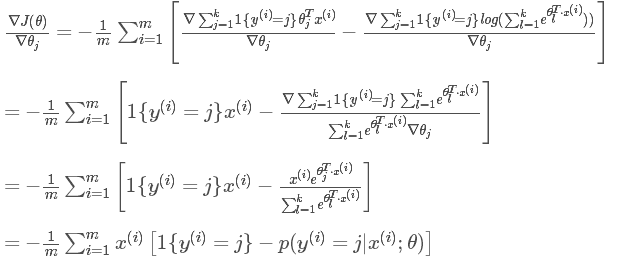 ∇J(θ)/∇θ_j = −1/m ∑_{i=1}^{m} [ ∇∑_{j=1}^{k} 1{y^{(i)}=j}θ_j^T x^{(i)} / ∇θ_j − ∇∑_{j=1}^{k} 1{y^{(i)}=j} log(∑_{l=1}^{k} e^{θ_l^T·x^{(i)}})) / ∇θ_j ]
= −1/m ∑_{i=1}^{m} [ 1{y^{(i)} = j}x^{(i)} − ∇∑_{j=1}^{k} 1{y^{(i)}=j} ∑_{l=1}^{k} e^{θ_l^T·x^{(i)}} / ∑_{l=1}^{k} e^{θ_l^T·x^{(i)}} ∇θ_j ]
= −1/m ∑_{i=1}^{m} [ 1{y^{(i)} = j}x^{(i)} − x^{(i)} e^{θ_j^T·x^{(i)}} / ∑_{l=1}^{k} e^{θ_l^T·x^{(i)}} ]
= −1/m ∑_{i=1}^{m} x^{(i)} [1{y^{(i)} = j} − p(y^{(i)} = j|x^{(i)}; θ)]